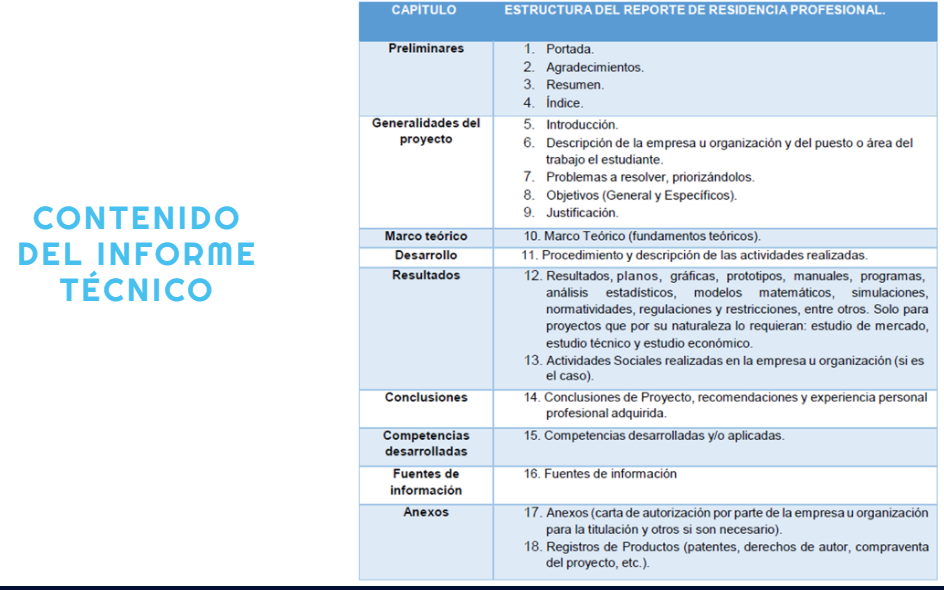 CONTENIDO
DEL INFORME
TÉCNICO
CAPÍTULO ESTRUCTURA DEL REPORTE DE RESIDENCIA PROFESIONAL.
Preliminares
1. Portada.
2. Agradecimientos.
3. Resumen.
4. Índice.
Generalidades del
proyecto
5. Introducción.
6. Descripción de la empresa u organización y del puesto o área del
trabajo el estudiante.
7. Problemas a resolver, priorizándolos.
8. Objetivos (General y Específicos).
9. Justificación.
Marco teórico
10. Marco Teórico (fundamentos teóricos).
Desarrollo
11. Procedimiento y descripción de las actividades realizadas.
Resultados
12. Resultados, planos, gráficas, prototipos, manuales, programas,
análisis estadísticos, modelos matemáticos, simulaciones,
normatividades, regulaciones y restricciones, entre otros. Solo para
proyectos que por su naturaleza lo requieran: estudio de mercado,
estudio técnico y estudio económico.
13. Actividades Sociales realizadas en la empresa u organización (si es
el caso).
Conclusiones
14. Conclusiones de Proyecto, recomendaciones y experiencia personal
profesional adquirida.
Competencias
desarrolladas
15. Competencias desarrolladas y/o aplicadas.
Fuentes de
información
16. Fuentes de información
Anexos
17. Anexos (carta de autorización por parte de la empresa u organización
para la titulación y otros si son necesario).
18. Registros de Productos (patentes, derechos de autor, compraventa
del proyecto, etc.).